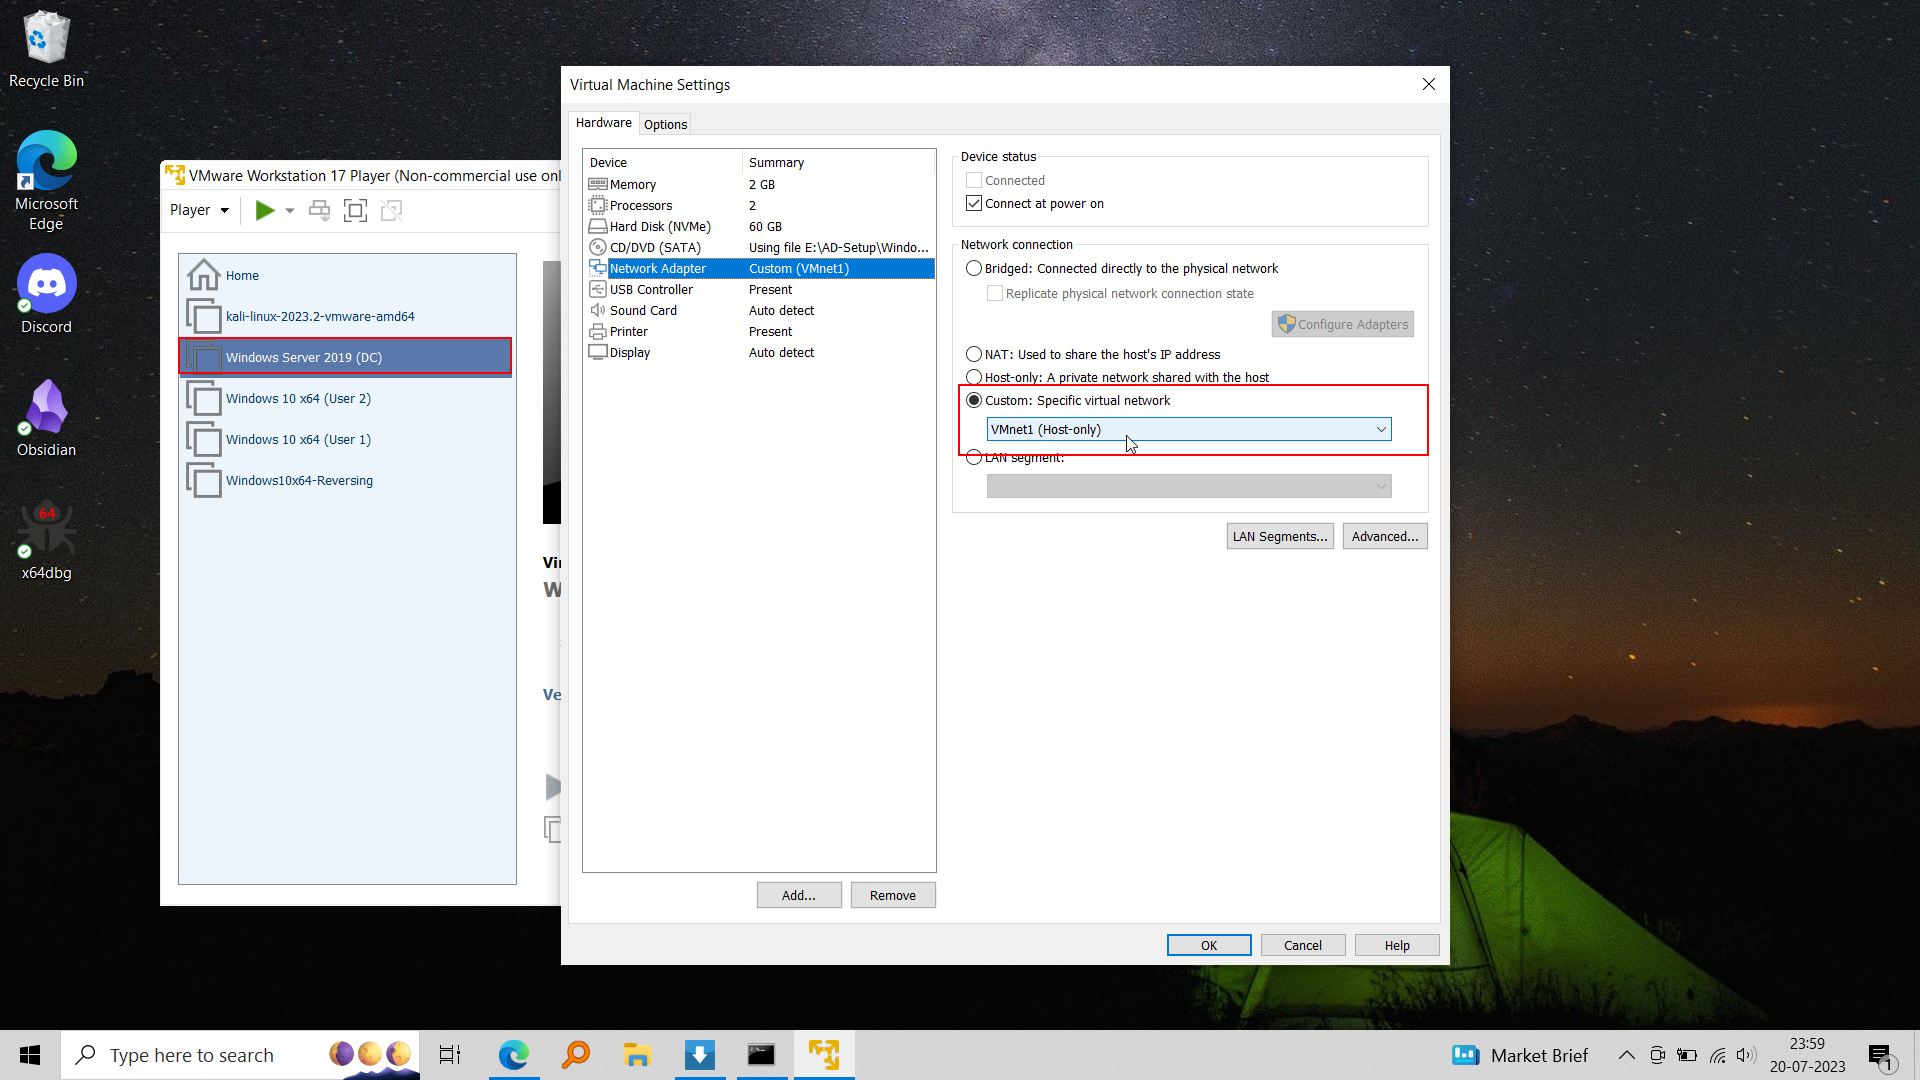 Recycle Bin
Microsoft
Edge
Discord
Obsidian
64
x64dbg
VMware Workstation 17 Player (Non-commercial use onl
Player
Home
kali-linux-2023.2-vmware-amd64
Windows Server 2019 (DC)
Windows 10 x64 (User 2)
Windows 10 x64 (User 1)
Windows10x64-Reversing
Vir
W
Ve
Virtual Machine Settings
Hardware
Options
Device Summary
Memory 2 GB
Processors 2
Hard Disk (NVMe) 60 GB
CD/DVD (SATA) Using file E:\AD-Setup\Windo...
Network Adapter Custom (VMnet1)
USB Controller Present
Sound Card Auto detect
Printer Present
Display Auto detect
Add...
Remove
Device status
Connected
Connect at power on
Network connection
Bridged: Connected directly to the physical network
Replicate physical network connection state
Configure Adapters
NAT: Used to share the host's IP address
Host-only: A private network shared with the host
Custom: Specific virtual network
VMnet1 (Host-only)
LAN segment:
LAN Segments...
Advanced...
OK
Cancel
Help
Type here to search
Market Brief
23:59
20-07-2023
1